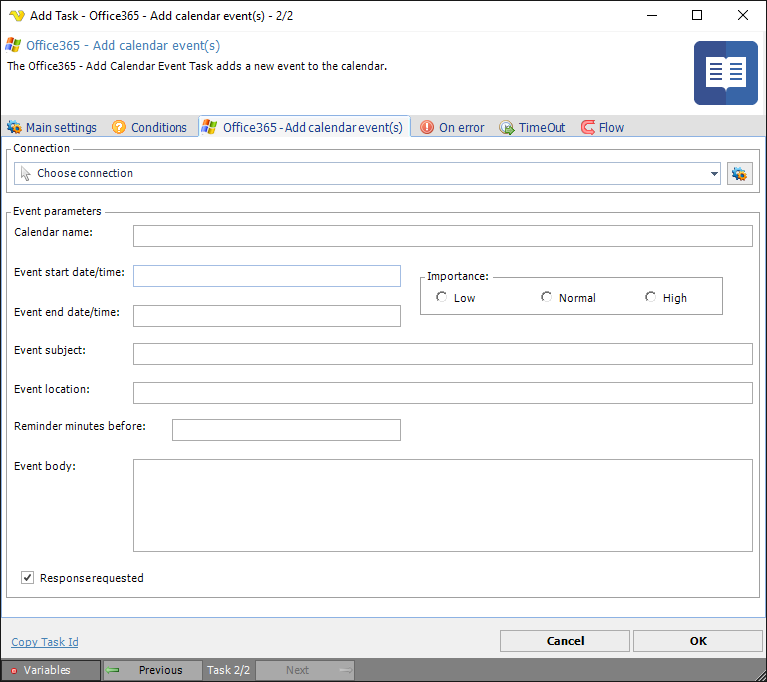 Add Task - Office365 - Add calendar event(s) - 2/2
Office365 - Add calendar event(s)
The Office365 - Add Calendar Event Task adds a new event to the calendar.
Main settings Conditions Office365 - Add calendar event(s) On error TimeOut Flow
Connection
Choose connection
Event parameters
Calendar name:
Event start date/time:
Importance:
Low Normal High
Event end date/time:
Event subject:
Event location:
Reminder minutes before:
Event body:
Response requested
Copy Task Id
Cancel OK
Variables Previous Task 2/2 Next